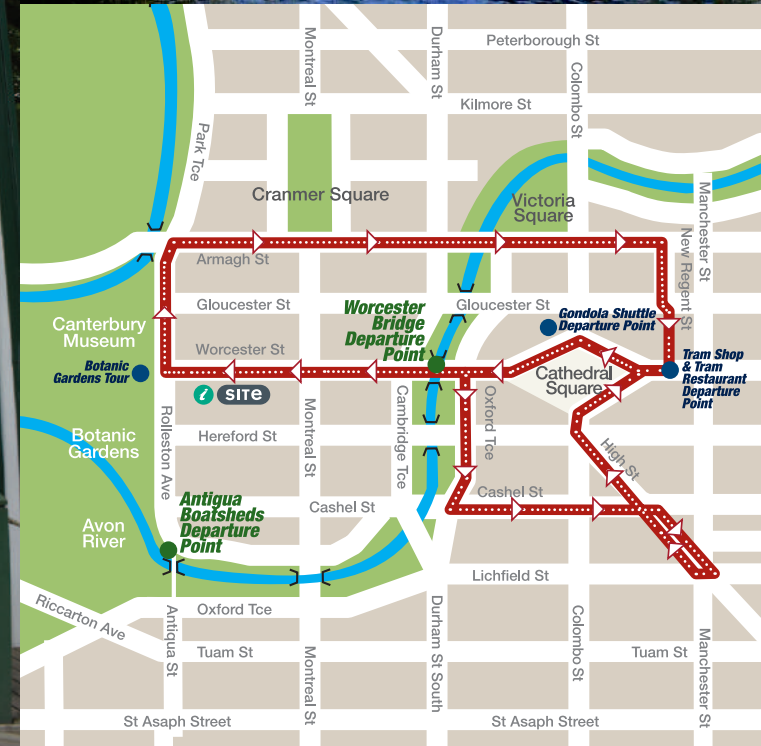 Peterborough St
Montreal St
Durham St
Colombo St
Kilmore St
Park Tce
Cranmer Square
Victoria
Square
Manchester St
New Regent St
Armagh St
Gloucester St
Gloucester St
Worcester
Bridge
Departure
Point
Gondola Shuttle
Departure Point
Canterbury
Museum
Worcester St
Botanic
Gardens Tour
Cathedral
Square
Tram Shop
& Tram
Restaurant
Departure
Point
i SITE
Rolleston Ave
Montreal St
Cambridge Tce
Oxford Tce
Hereford St
Botanic
Gardens
High St
Cashel St
Cashel St
Antigua
Boatsheds
Departure
Point
Avon
River
Lichfield St
Riccarton Ave
Oxford Tce
Antiqua St
Montreal St
Durham St South
Colombo St
Manchester St
Tuam St
Tuam St
St Asaph Street
St Asaph Street